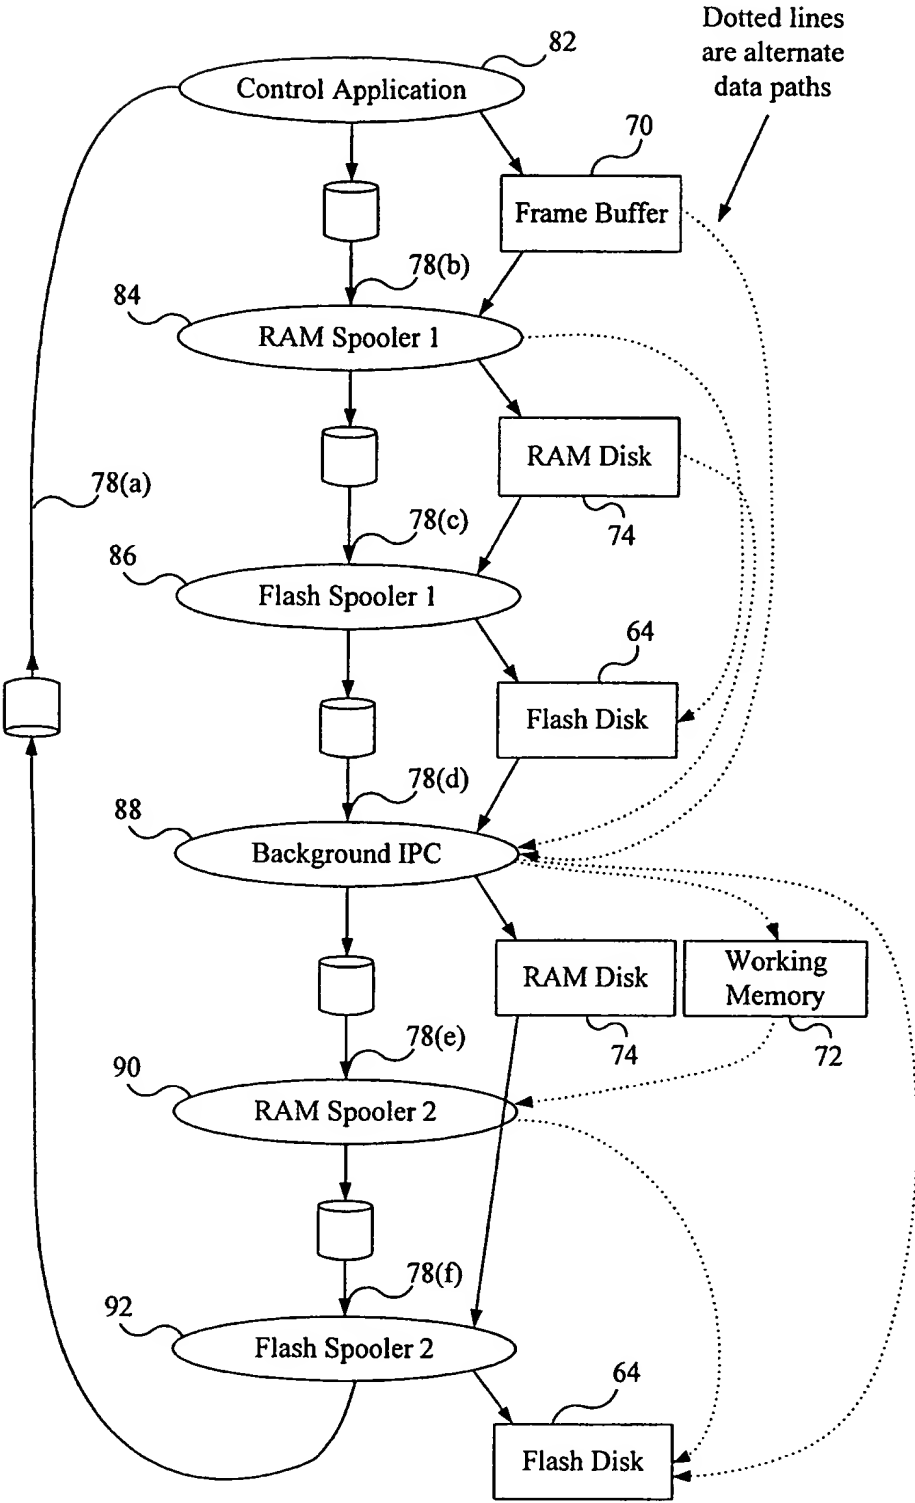 Dotted lines
are alternate
data paths
82
Control Application
70
Frame Buffer
78(b)
84
RAM Spooler 1
RAM Disk
78(a)
78(c)
74
86
Flash Spooler 1
64
Flash Disk
78(d)
88
Background IPC
RAM Disk
Working
Memory
78(e)
74
72
90
RAM Spooler 2
78(f)
92
Flash Spooler 2
64
Flash Disk